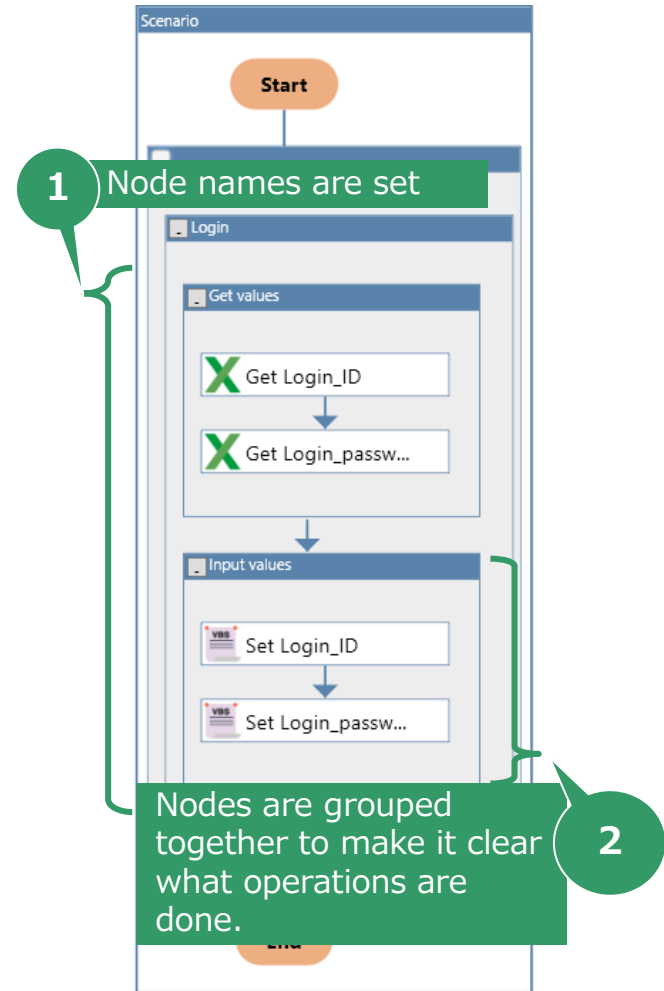 Scenario
Start
1
Node names are set
Login
Get values
Get Login_ID
Get Login_passw...
Input values
VBS
Set Login_ID
VBS
Set Login_passw...
Nodes are grouped
together to make it clear
what operations are
done.
2
End